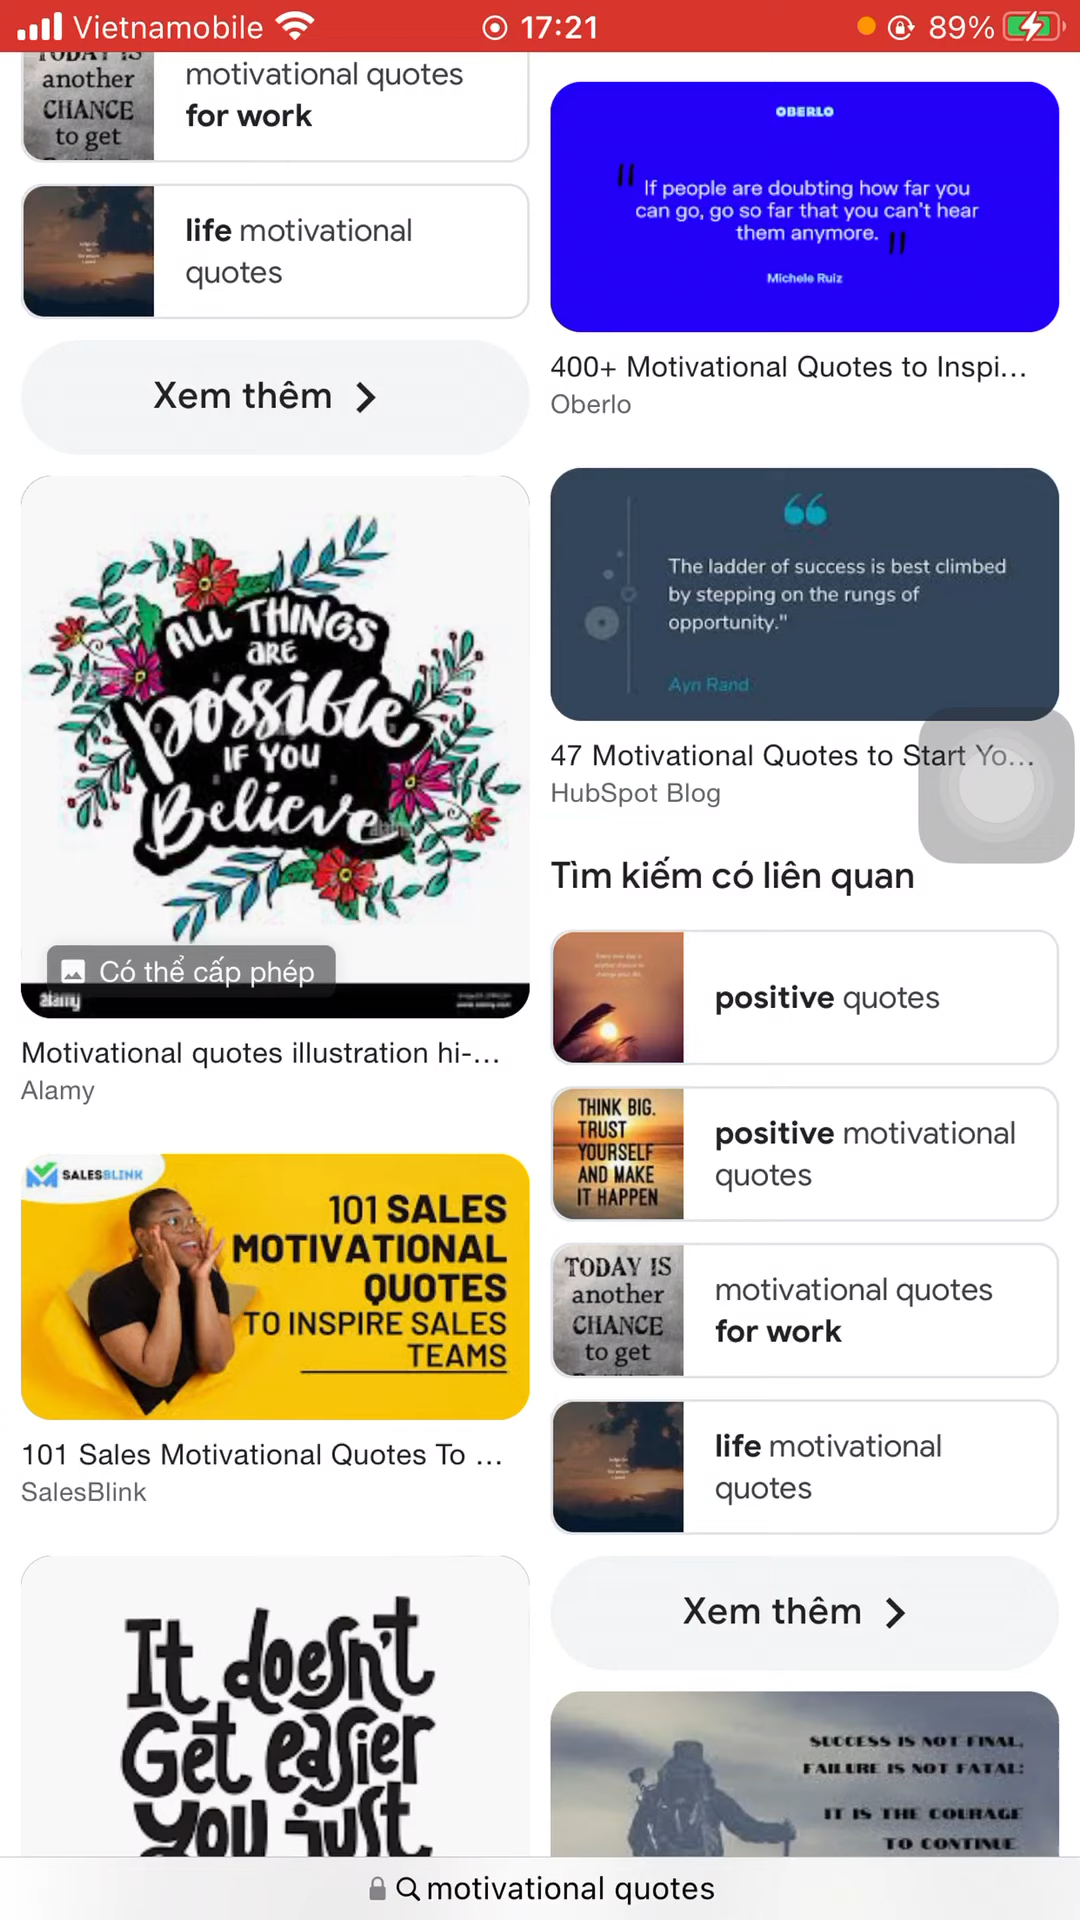 Vietnamobile
17:21
89%
TODAY IS
another
CHANCE
to get
motivational quotes
for work
life motivational
quotes
Xem thêm
ALL THINGS
ARE
possible
IF YOU
Believe
Có thể cấp phép
alamy
Motivational quotes illustration hi-...
Alamy
SALESBLINK
101 SALES
MOTIVATIONAL
QUOTES
TO INSPIRE SALES
TEAMS
101 Sales Motivational Quotes To ...
SalesBlink
It doesn't
Get easier
You just
OBERLO
"If people are doubting how far you
can go, go so far that you can't hear
them anymore."
Michele Ruiz
400+ Motivational Quotes to Inspi...
Oberlo
“
The ladder of success is best climbed
by stepping on the rungs of
opportunity."
Ayn Rand
47 Motivational Quotes to Start Yo...
HubSpot Blog
Tìm kiếm có liên quan
positive quotes
THINK BIG.
TRUST
YOURSELF
AND MAKE
IT HAPPEN
positive motivational
quotes
TODAY IS
another
CHANCE
to get
motivational quotes
for work
life motivational
quotes
Xem thêm
SUCCESS IS NOT FINAL,
FAILURE IS NOT FATAL:
IT IS THE COURAGE
TO CONTINUE
motivational quotes